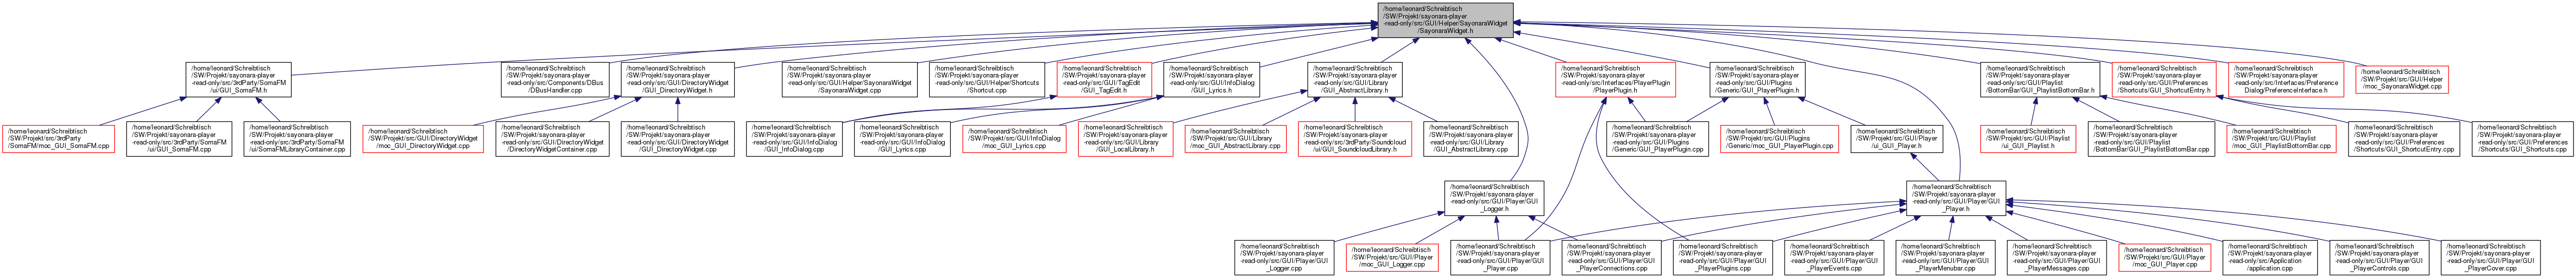 /home/leonard/Schreibtisch
/SW/Projekt/sayonara-player
-read-only/src/GUI/Helper/SayonaraWidget
/SayonaraWidget.h
/home/leonard/Schreibtisch
/SW/Projekt/sayonara-player
-read-only/src/3rdParty/SomaFM
/ui/GUI_SomaFM.h
/home/leonard/Schreibtisch
/SW/Projekt/sayonara-player
-read-only/src/Components/DBus
/DBusHandler.cpp
/home/leonard/Schreibtisch
/SW/Projekt/sayonara-player
-read-only/src/GUI/DirectoryWidget
/GUI_DirectoryWidget.h
/home/leonard/Schreibtisch
/SW/Projekt/sayonara-player
-read-only/src/GUI/Helper/SayonaraWidget
/SayonaraWidget.cpp
/home/leonard/Schreibtisch
/SW/Projekt/sayonara-player
-read-only/src/GUI/Helper/Shortcuts
/Shortcut.cpp
/home/leonard/Schreibtisch
/SW/Projekt/sayonara-player
-read-only/src/GUI/TagEdit
/GUI_TagEdit.h
/home/leonard/Schreibtisch
/SW/Projekt/sayonara-player
-read-only/src/GUI/InfoDialog
/GUI_Lyrics.h
/home/leonard/Schreibtisch
/SW/Projekt/sayonara-player
-read-only/src/GUI/Library
/GUI_AbstractLibrary.h
/home/leonard/Schreibtisch
/SW/Projekt/sayonara-player
-read-only/src/Interfaces/PlayerPlugin
/PlayerPlugin.h
/home/leonard/Schreibtisch
/SW/Projekt/sayonara-player
-read-only/src/GUI/Plugins
/Generic/GUI_PlayerPlugin.h
/home/leonard/Schreibtisch
/SW/Projekt/sayonara-player
-read-only/src/GUI/Playlist
/BottomBar/GUI_PlaylistBottomBar.h
/home/leonard/Schreibtisch
/SW/Projekt/sayonara-player
-read-only/src/GUI/Preferences
/Shortcuts/GUI_ShortcutEntry.h
/home/leonard/Schreibtisch
/SW/Projekt/sayonara-player
-read-only/src/Interfaces/Preference
Dialog/PreferenceInterface.h
/home/leonard/Schreibtisch
/SW/Projekt/src/GUI/Helper
/moc_SayonaraWidget.cpp
/home/leonard/Schreibtisch
/SW/Projekt/src/3rdParty
/SomaFM/moc_GUI_SomaFM.cpp
/home/leonard/Schreibtisch
/SW/Projekt/sayonara-player
-read-only/src/3rdParty/SomaFM
/ui/GUI_SomaFM.cpp
/home/leonard/Schreibtisch
/SW/Projekt/sayonara-player
-read-only/src/3rdParty/SomaFM
/ui/SomaFMLibraryContainer.cpp
/home/leonard/Schreibtisch
/SW/Projekt/src/GUI/DirectoryWidget
/moc_GUI_DirectoryWidget.cpp
/home/leonard/Schreibtisch
/SW/Projekt/sayonara-player
-read-only/src/GUI/DirectoryWidget
/DirectoryWidgetContainer.cpp
/home/leonard/Schreibtisch
/SW/Projekt/sayonara-player
-read-only/src/GUI/DirectoryWidget
/GUI_DirectoryWidget.cpp
/home/leonard/Schreibtisch
/SW/Projekt/sayonara-player
-read-only/src/GUI/InfoDialog
/GUI_InfoDialog.cpp
/home/leonard/Schreibtisch
/SW/Projekt/sayonara-player
-read-only/src/GUI/InfoDialog
/GUI_Lyrics.cpp
/home/leonard/Schreibtisch
/SW/Projekt/src/GUI/InfoDialog
/moc_GUI_Lyrics.cpp
/home/leonard/Schreibtisch
/SW/Projekt/sayonara-player
-read-only/src/GUI/Library
/GUI_LocalLibrary.h
/home/leonard/Schreibtisch
/SW/Projekt/src/GUI/Library
/moc_GUI_AbstractLibrary.cpp
/home/leonard/Schreibtisch
/SW/Projekt/sayonara-player
-read-only/src/3rdParty/Soundcloud
/ui/GUI_SoundcloudLibrary.h
/home/leonard/Schreibtisch
/SW/Projekt/sayonara-player
-read-only/src/GUI/Library
/GUI_AbstractLibrary.cpp
/home/leonard/Schreibtisch
/SW/Projekt/sayonara-player
-read-only/src/GUI/Plugins
/Generic/GUI_PlayerPlugin.cpp
/home/leonard/Schreibtisch
/SW/Projekt/src/GUI/Plugins
/Generic/moc_GUI_PlayerPlugin.cpp
/home/leonard/Schreibtisch
/SW/Projekt/src/GUI/Player
/ui_GUI_Player.h
/home/leonard/Schreibtisch
/SW/Projekt/src/GUI/Playlist
/ui_GUI_Playlist.h
/home/leonard/Schreibtisch
/SW/Projekt/sayonara-player
-read-only/src/GUI/Playlist
/BottomBar/GUI_PlaylistBottomBar.cpp
/home/leonard/Schreibtisch
/SW/Projekt/src/GUI/Playlist
/moc_GUI_PlaylistBottomBar.cpp
/home/leonard/Schreibtisch
/SW/Projekt/sayonara-player
-read-only/src/GUI/Preferences
/Shortcuts/GUI_ShortcutEntry.cpp
/home/leonard/Schreibtisch
/SW/Projekt/sayonara-player
-read-only/src/GUI/Preferences
/Shortcuts/GUI_Shortcuts.cpp
/home/leonard/Schreibtisch
/SW/Projekt/sayonara-player
-read-only/src/GUI/Player/GUI
_Logger.h
/home/leonard/Schreibtisch
/SW/Projekt/sayonara-player
-read-only/src/GUI/Player/GUI
_Player.h
/home/leonard/Schreibtisch
/SW/Projekt/sayonara-player
-read-only/src/GUI/Player/GUI
_Logger.cpp
/home/leonard/Schreibtisch
/SW/Projekt/src/GUI/Player
/moc_GUI_Logger.cpp
/home/leonard/Schreibtisch
/SW/Projekt/sayonara-player
-read-only/src/GUI/Player/GUI
_Player.cpp
/home/leonard/Schreibtisch
/SW/Projekt/sayonara-player
-read-only/src/GUI/Player/GUI
_PlayerConnections.cpp
/home/leonard/Schreibtisch
/SW/Projekt/sayonara-player
-read-only/src/GUI/Player/GUI
_PlayerPlugins.cpp
/home/leonard/Schreibtisch
/SW/Projekt/sayonara-player
-read-only/src/GUI/Player/GUI
_PlayerEvents.cpp
/home/leonard/Schreibtisch
/SW/Projekt/sayonara-player
-read-only/src/GUI/Player/GUI
_PlayerMenubar.cpp
/home/leonard/Schreibtisch
/SW/Projekt/sayonara-player
-read-only/src/GUI/Player/GUI
_PlayerMessages.cpp
/home/leonard/Schreibtisch
/SW/Projekt/src/GUI/Player
/moc_GUI_Player.cpp
/home/leonard/Schreibtisch
/SW/Projekt/sayonara-player
-read-only/src/Application
/application.cpp
/home/leonard/Schreibtisch
/SW/Projekt/sayonara-player
-read-only/src/GUI/Player/GUI
_PlayerControls.cpp
/home/leonard/Schreibtisch
/SW/Projekt/sayonara-player
-read-only/src/GUI/Player/GUI
_PlayerCover.cpp